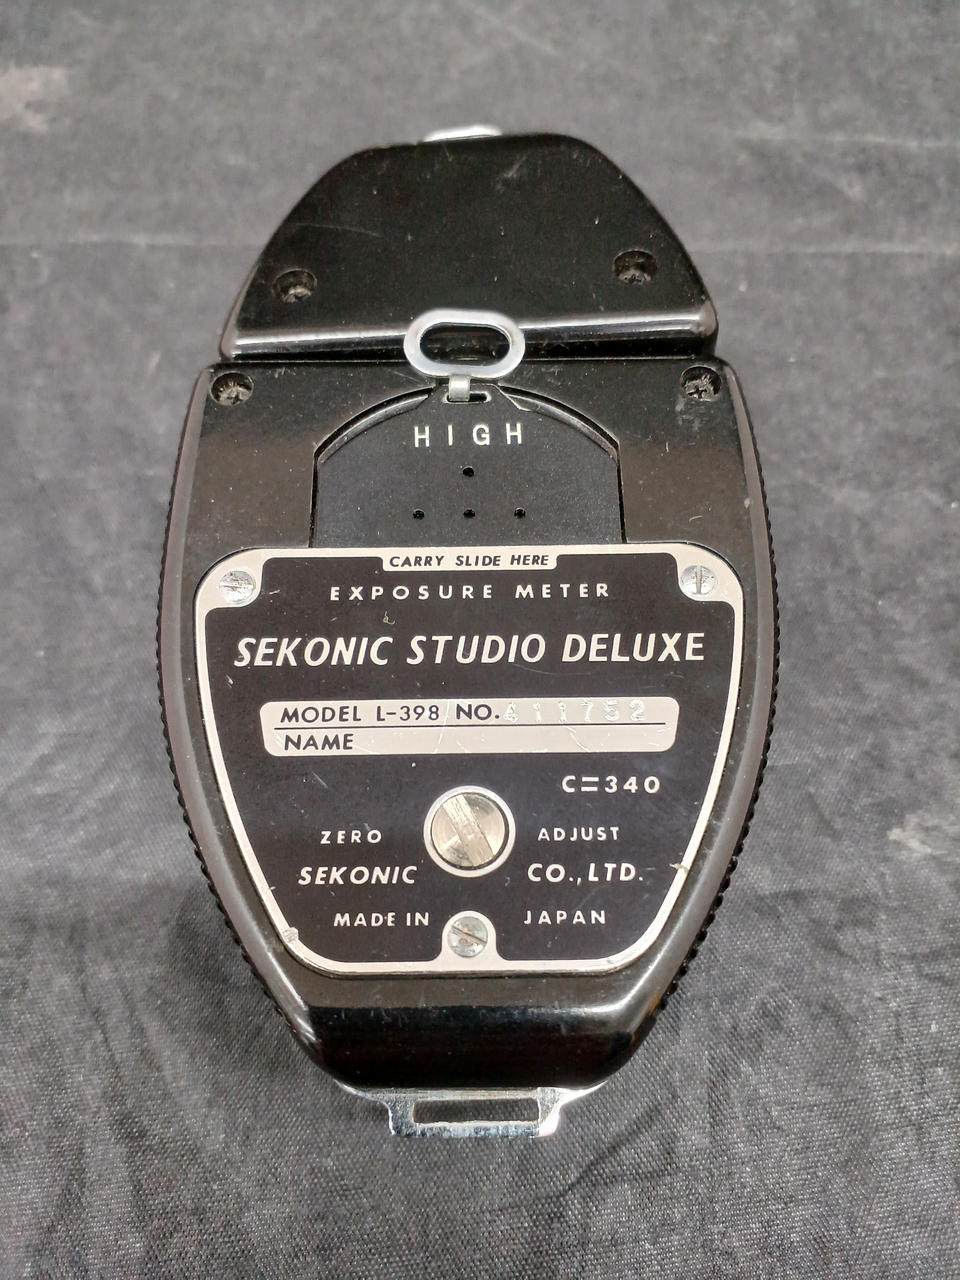 HIGH
CARRY SLIDE HERE
EXPOSURE METER
SEKONIC STUDIO DELUXE
MODEL L-398 NO. 411752
NAME
C=340
ZERO ADJUST
SEKONIC CO., LTD.
MADE IN JAPAN